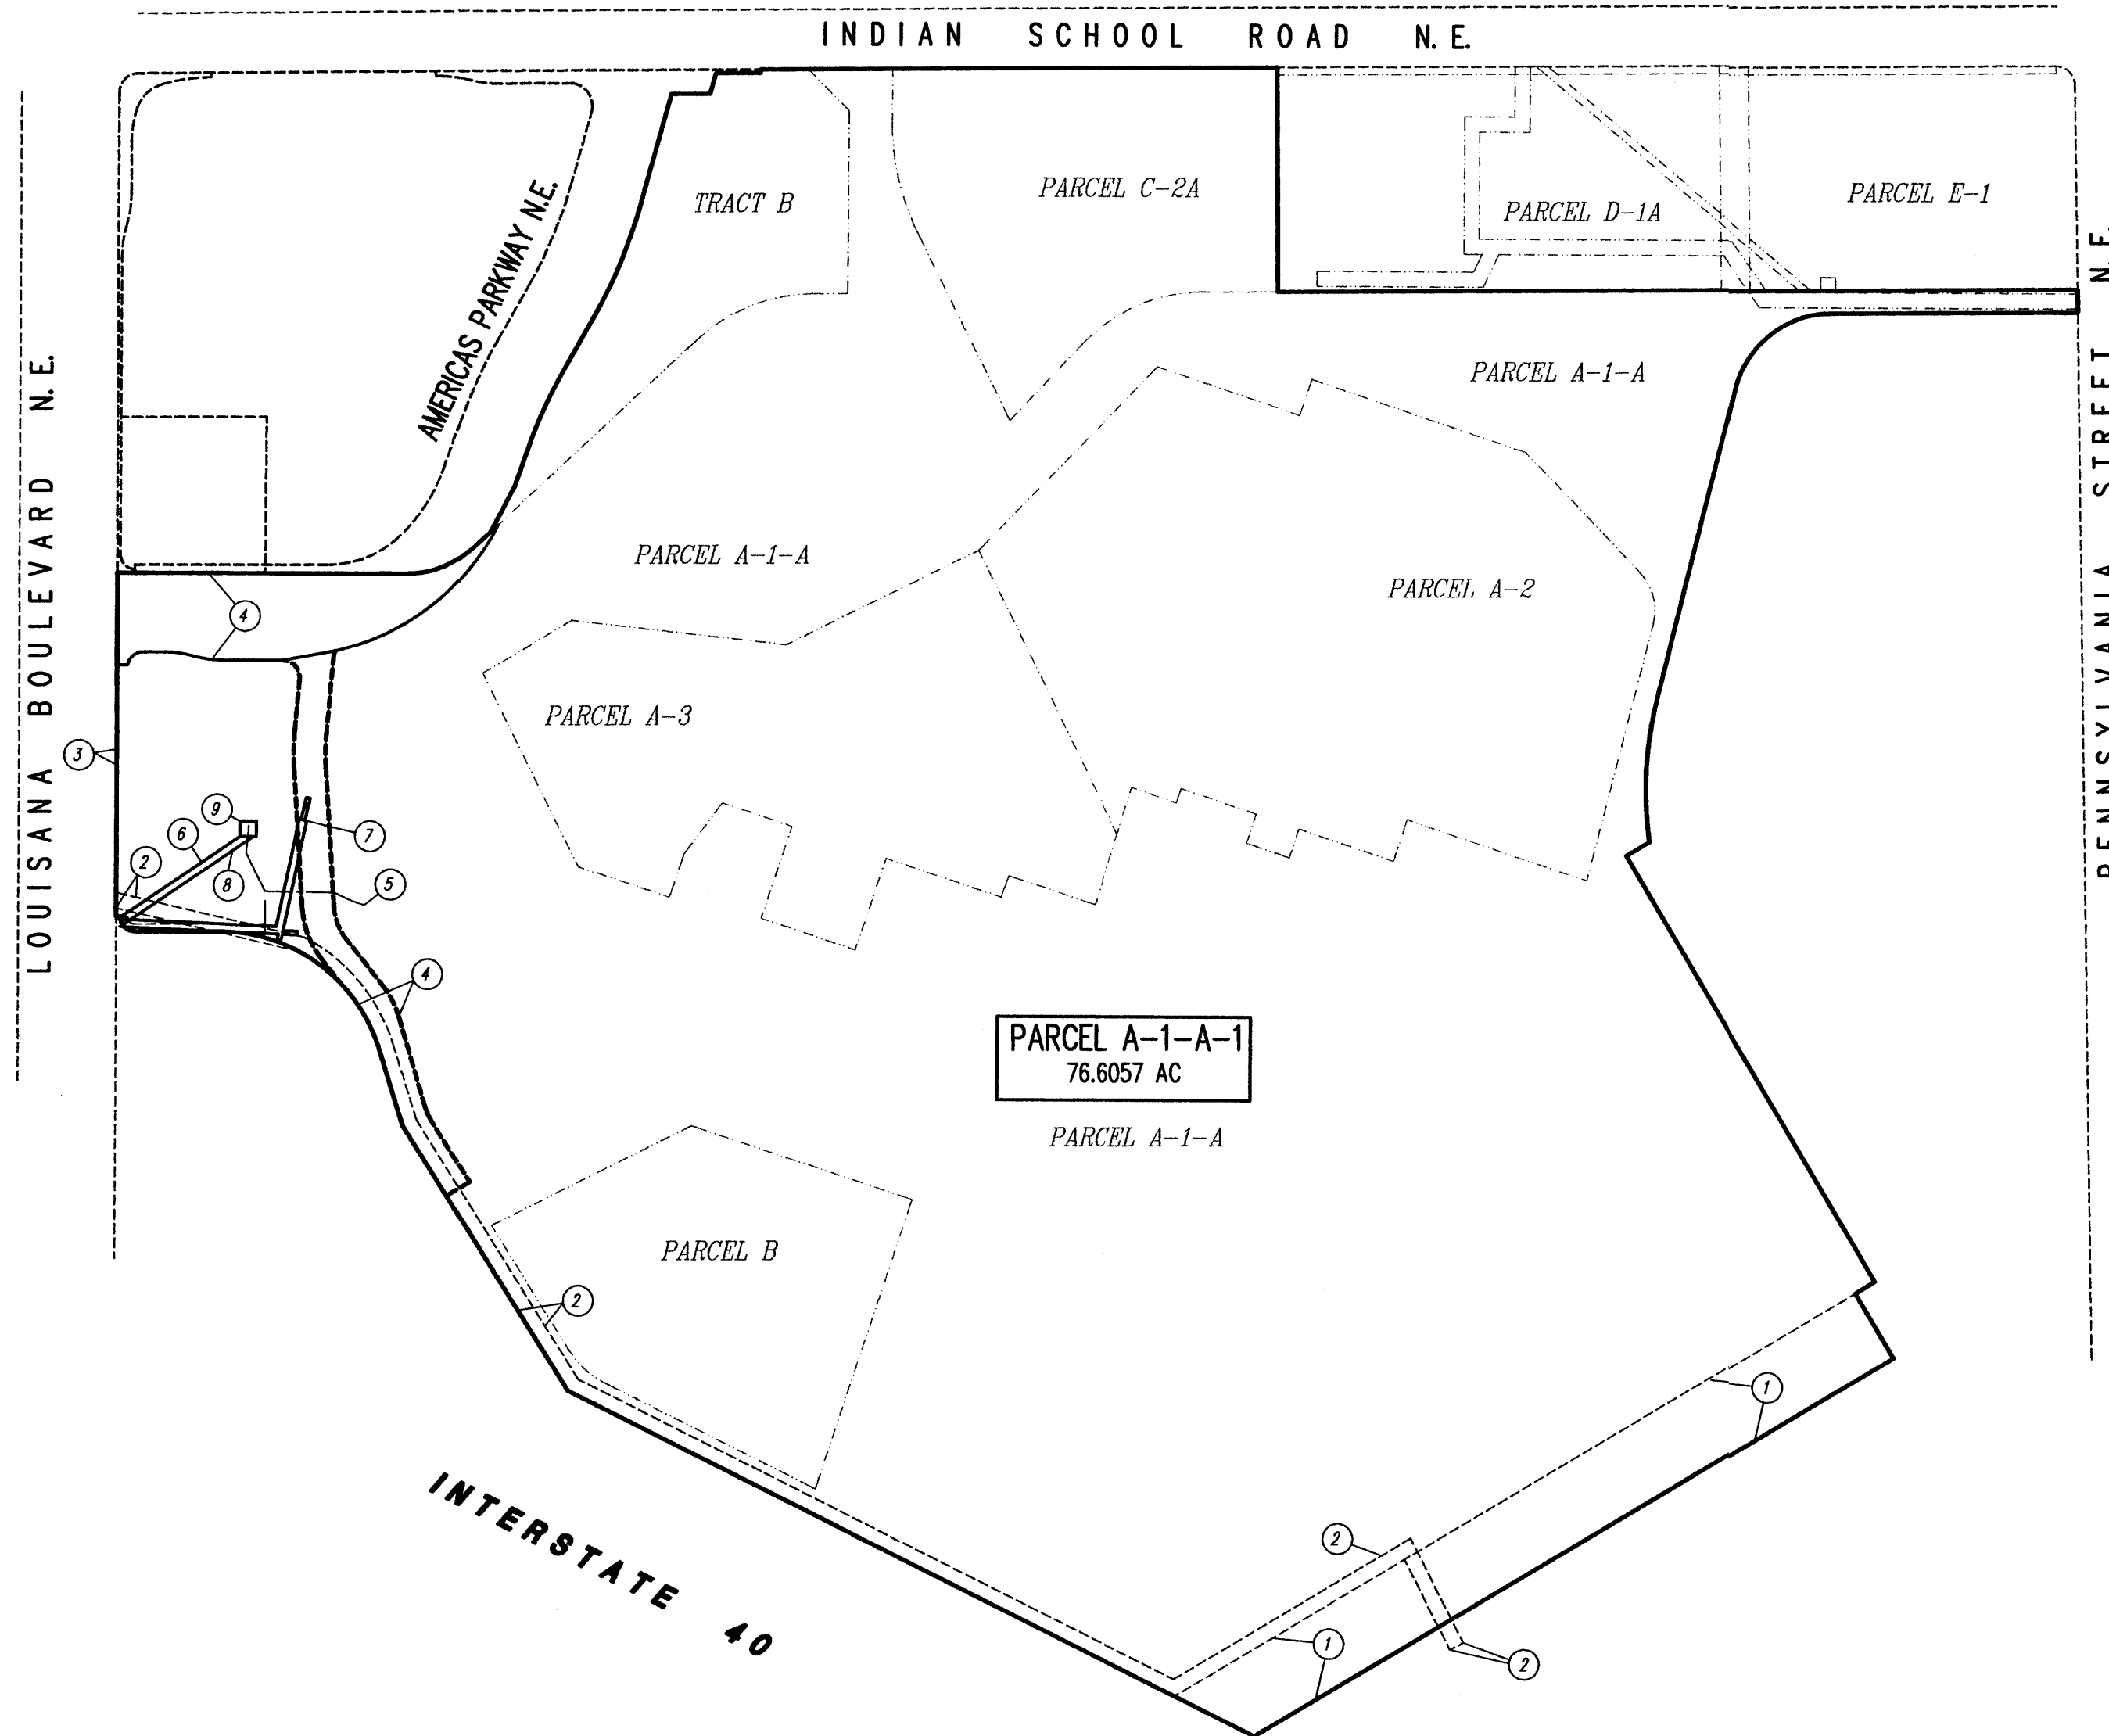 INDIAN SCHOOL ROAD N.E.
LOUISANA BOULEVARD N.E.
AMERICAS PARKWAY N.E.
TRACT B
PARCEL C-2A
PARCEL D-1A
PARCEL E-1
PENNSYLVANIA STREET N.E.
PARCEL A-1-A
PARCEL A-1-A
PARCEL A-2
4
PARCEL A-3
3
9
6
7
2
8
5
4
PARCEL A-1-A-1
76.6057 AC
PARCEL A-1-A
PARCEL B
2
1
INTERSTATE 40
2
1
2